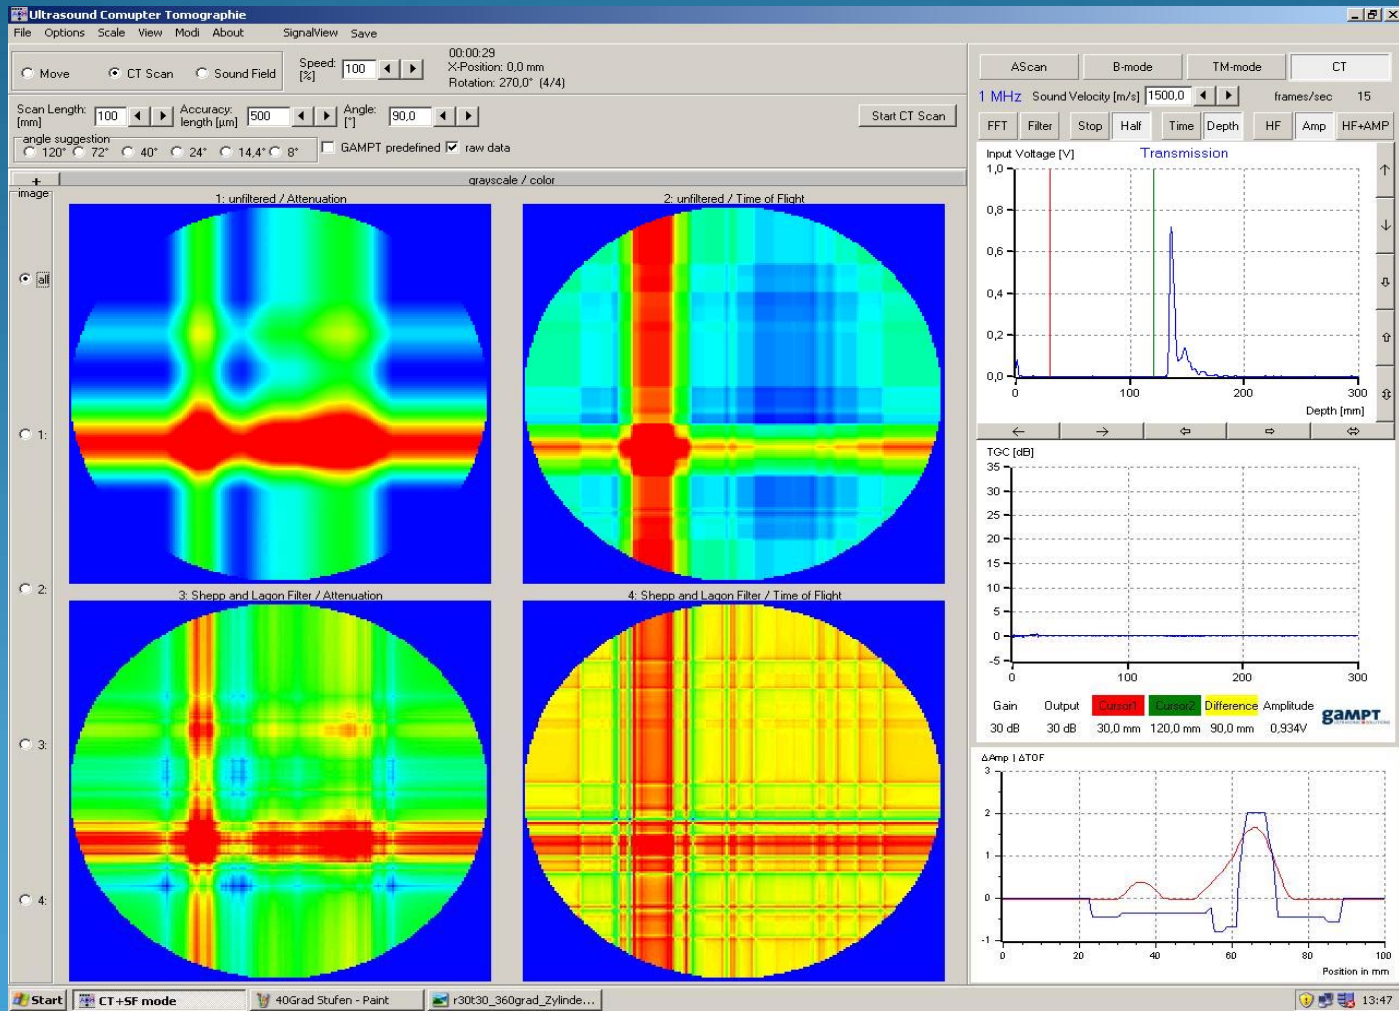 Ultrasound Comupter Tomographie
File Options Scale View Modi About SignalView Save
Move CT Scan Sound Field
Speed: [%] 100
00:00:29
X-Position: 0,0 mm
Rotation: 270,0° (4/4)
Scan Length: [mm] 100
Accuracy: length [µm] 500
Angle: [°] 90,0
Start CT Scan
angle suggestion
120° 72° 40° 24° 14,4° 8°
GAMPT predefined raw data
+ grayscale / color
image
all
1:
2:
3:
4:
1: unfiltered / Attenuation
2: unfiltered / Time of Flight
3: Shepp and Lagon Filter / Attenuation
4: Shepp and Lagon Filter / Time of Flight
AScan B-mode TM-mode CT
1 MHz Sound Velocity [m/s] 1500,0 frames/sec 15
FFT Filter Stop Half Time Depth HF Amp HF+AMP
Input Voltage [V] Transmission
1,0
0,8
0,6
0,4
0,2
0,0
0 100 200 300
Depth [mm]
TGC [dB]
35
30
25
20
15
10
5
0
-5
0 100 200 300
Gain Output Cursor1 Cursor2 Difference Amplitude
30 dB 30 dB 30,0 mm 120,0 mm 90,0 mm 0,934V
GAMPT
ΔAmp | ΔTOF
3
2
1
0
-1
0 20 40 60 80 100
Position in mm
Start CT+SF mode 40Grad Stufen - Paint r30t30_360grad_Zylinde... 13:47